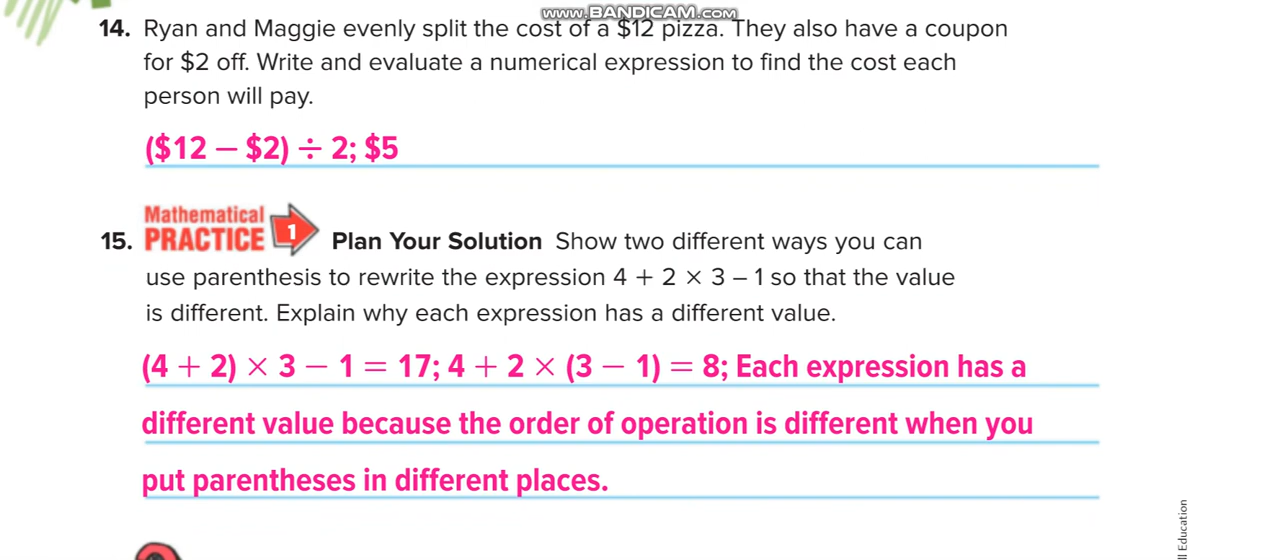 www.BANDICAM.com
14. Ryan and Maggie evenly split the cost of a $12 pizza. They also have a coupon
for $2 off. Write and evaluate a numerical expression to find the cost each
person will pay.
($12 − $2) ÷ 2; $5
Mathematical
PRACTICE 1
15. Plan Your Solution Show two different ways you can
use parenthesis to rewrite the expression 4 + 2 × 3 – 1 so that the value
is different. Explain why each expression has a different value.
(4 + 2) × 3 − 1 = 17; 4 + 2 × (3 − 1) = 8; Each expression has a
different value because the order of operation is different when you
put parentheses in different places.
ll Education